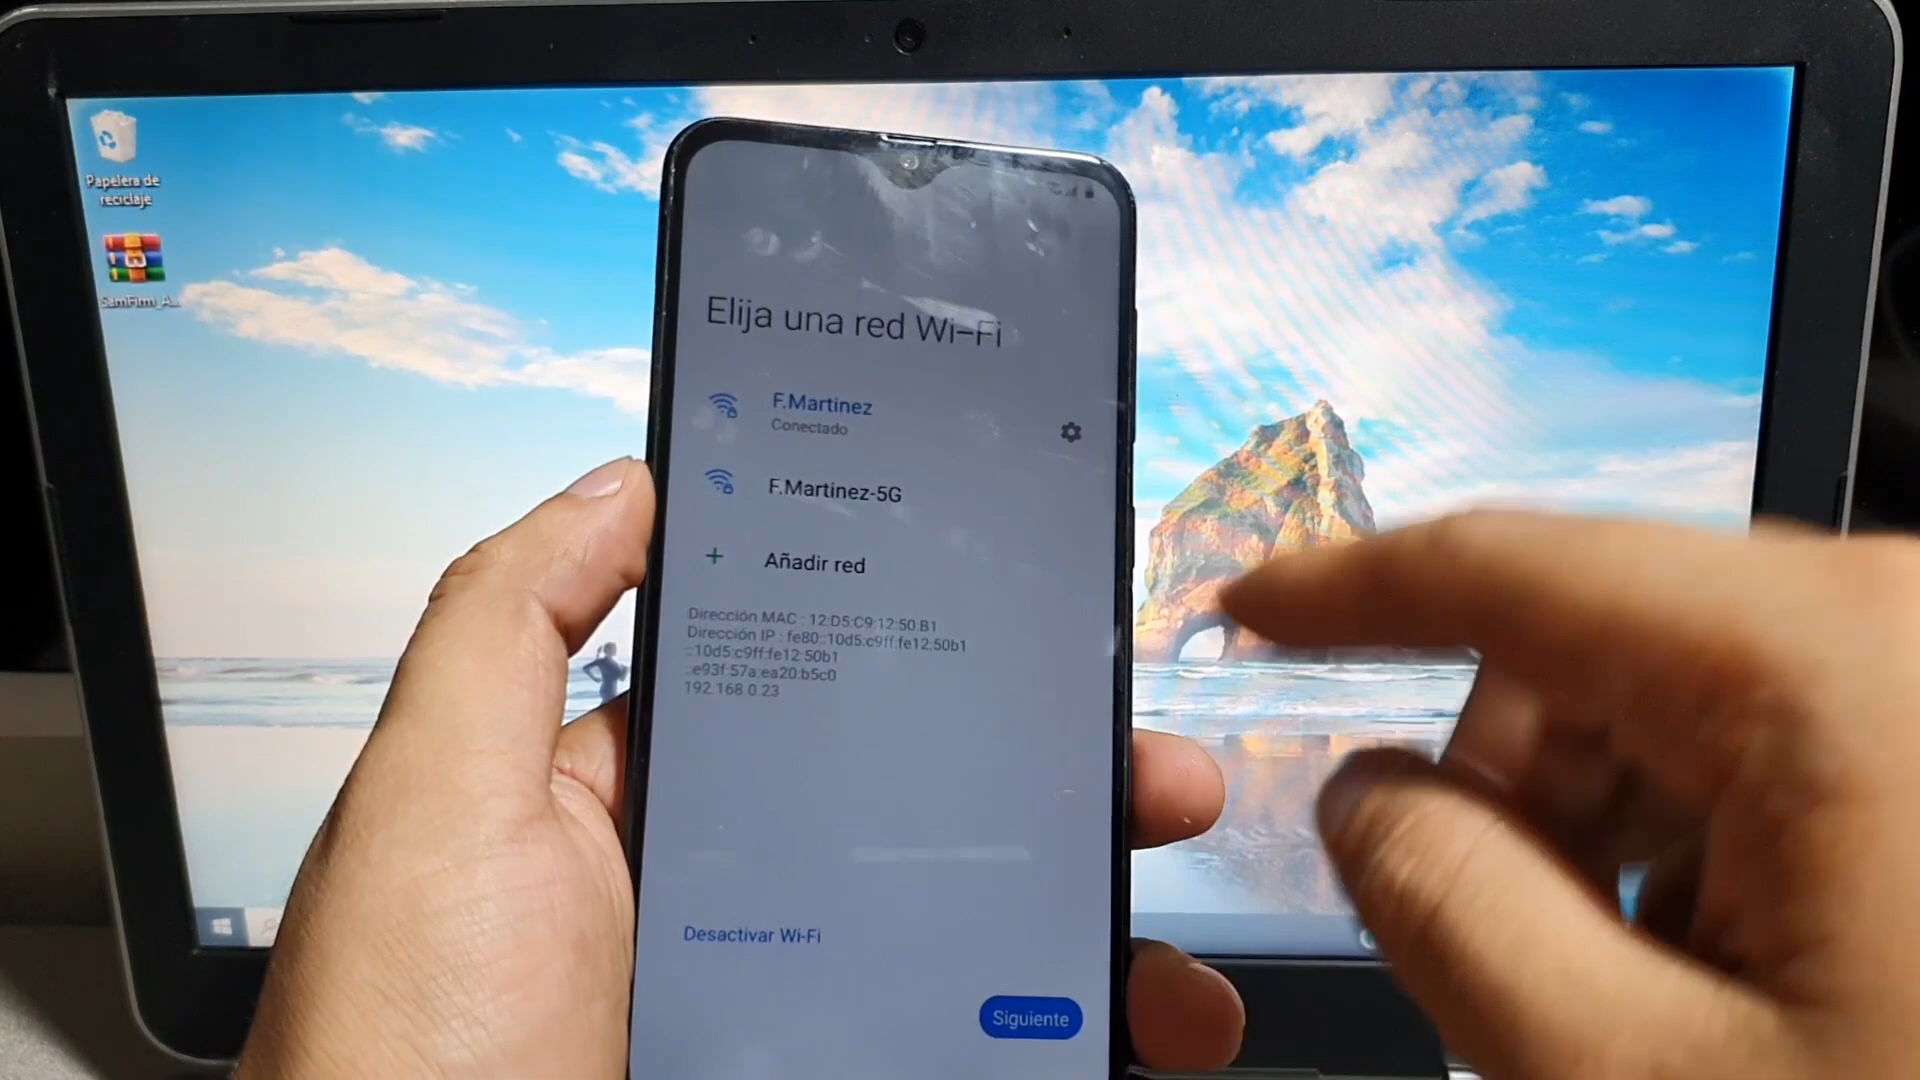 Papelera de
reciclaje
SamFirm_A...
Elija una red Wi-Fi
F.Martinez
Conectado
F.Martinez-5G
Añadir red
Dirección MAC : 12:D5:C9:12:50:B1
Dirección IP : fe80::10d5:c9ff:fe12:50b1
::10d5:c9ff:fe12:50b1
::e93f:57a:ea20:b5c0
192.168.0.23
Desactivar Wi-Fi
Siguiente